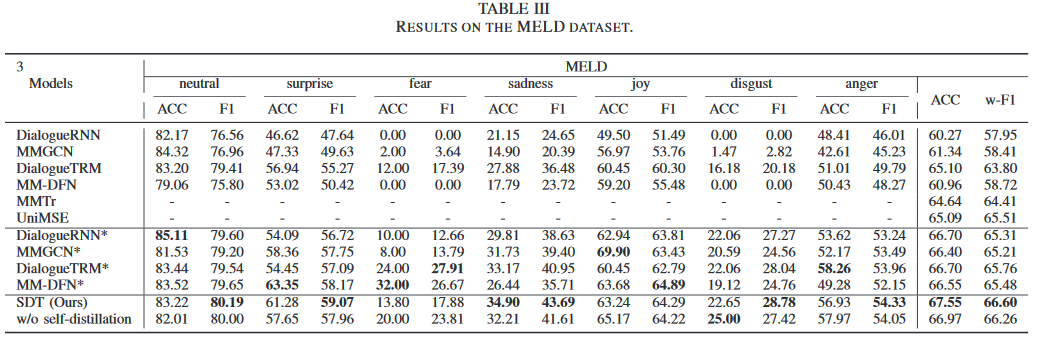 TABLE III
RESULTS ON THE MELD DATASET.
3 MELD
Models neutral surprise fear sadness joy disgust anger ACC w-F1
ACC F1 ACC F1 ACC F1 ACC F1 ACC F1 ACC F1 ACC F1
DialogueRNN 82.17 76.56 46.62 47.64 0.00 0.00 21.15 24.65 49.50 51.49 0.00 0.00 48.41 46.01 60.27 57.95
MMGCN 84.32 76.96 47.33 49.63 2.00 3.64 14.90 20.39 56.97 53.76 1.47 2.82 42.61 45.23 61.34 58.41
DialogueTRM 83.20 79.41 56.94 55.27 12.00 17.39 27.88 36.48 60.45 60.30 16.18 20.18 51.01 49.79 65.10 63.80
MM-DFN 79.06 75.80 53.02 50.42 0.00 0.00 17.79 23.72 59.20 55.48 0.00 0.00 50.43 48.27 60.96 58.72
MMTr - - - - - - - - - - - - - - 64.64 64.41
UniMSE - - - - - - - - - - - - - - 65.09 65.51
DialogueRNN* 85.11 79.60 54.09 56.72 10.00 12.66 29.81 38.63 62.94 63.81 22.06 27.27 53.62 53.24 66.70 65.31
MMGCN* 81.53 79.20 58.36 57.75 8.00 13.79 31.73 39.40 69.90 63.43 20.59 24.56 52.17 53.49 66.40 65.21
DialogueTRM* 83.44 79.54 54.45 57.09 24.00 27.91 33.17 40.95 60.45 62.79 22.06 28.04 58.26 53.96 66.70 65.76
MM-DFN* 83.52 79.65 63.35 58.17 32.00 26.67 26.44 35.71 63.68 64.89 19.12 24.76 49.28 52.15 66.55 65.48
SDT (Ours) 83.22 80.19 61.28 59.07 13.80 17.88 34.90 43.69 63.24 64.29 22.65 28.78 56.93 54.33 67.55 66.60
w/o self-distillation 82.01 80.00 57.65 57.96 20.00 23.81 32.21 41.61 65.17 64.22 25.00 27.42 57.97 54.05 66.97 66.26